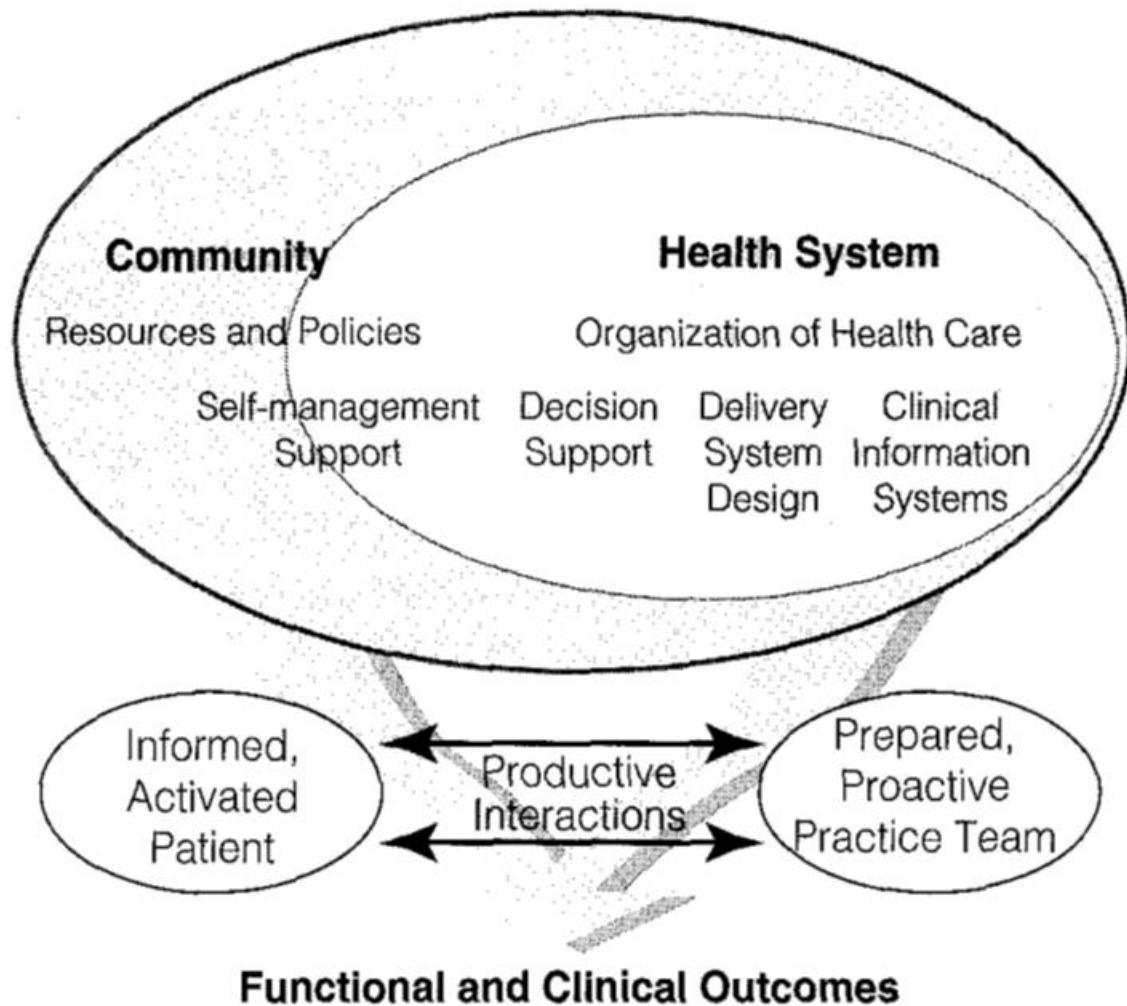 Community
Health System
Resources and Policies
Organization of Health Care
Self-management
Support
Decision
Support
Delivery
System
Design
Clinical
Information
Systems
Informed,
Activated
Patient
Productive
Interactions
Prepared,
Proactive
Practice Team
Functional and Clinical Outcomes